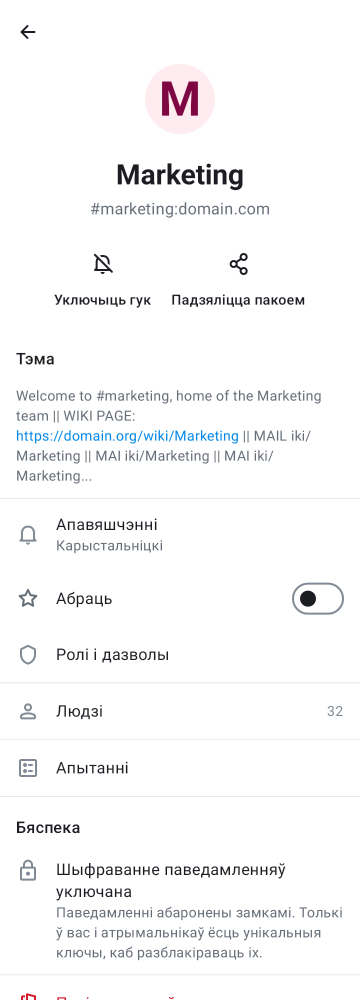 M
Marketing
#marketing:domain.com
Уключыць гук
Падзяліцца пакоем
Тэма
Welcome to #marketing, home of the Marketing
team || WIKI PAGE:
https://domain.org/wiki/Marketing || MAIL iki/
Marketing || MAI iki/Marketing || MAI iki/
Marketing...
Апавяшчэнні
Карыстальніцкі
Абраць
Ролі і дазволы
Людзі 32
Апытанні
Бяспека
Шыфраванне паведамленняў
уключана
Паведамленні абаронены замкамі. Толькі
ў вас і атрымальнікаў ёсць унікальныя
ключы, каб разблакіраваць іх.